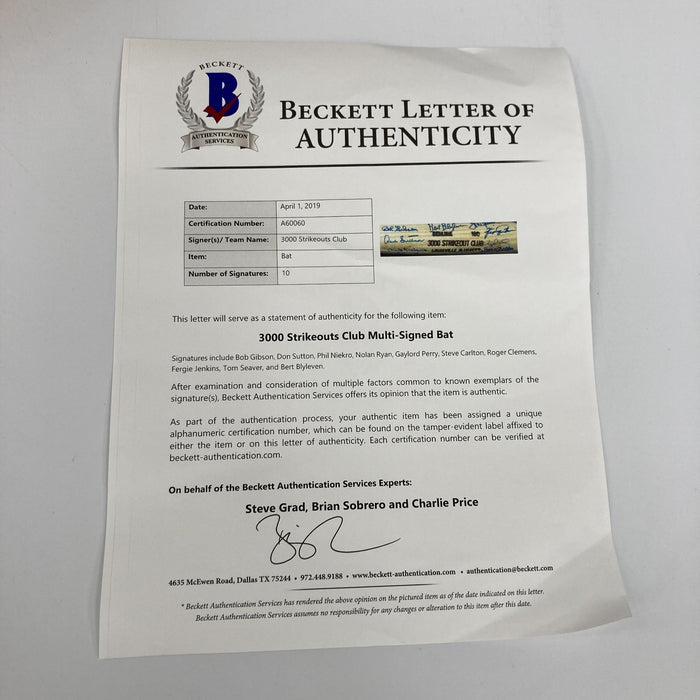 BECKETT
B
AUTHENTICATION
SERVICES
BECKETT LETTER OF
AUTHENTICITY
Date: April 1, 2019
Certification Number: A60060
Signer(s)/ Team Name: 3000 Strikeouts Club
Item: Bat
Number of Signatures: 10
3000 STRIKEOUT CLUB
This letter will serve as a statement of authenticity for the following item:
3000 Strikeouts Club Multi-Signed Bat
Signatures include Bob Gibson, Don Sutton, Phil Niekro, Nolan Ryan, Gaylord Perry, Steve Carlton, Roger Clemens,
Fergie Jenkins, Tom Seaver, and Bert Blyleven.
After examination and consideration of multiple factors common to known exemplars of the
signature(s), Beckett Authentication Services offers its opinion that the item is authentic.
As part of the authentication process, your authentic item has been assigned a unique
alphanumeric certification number, which can be found on the tamper-evident label affixed to
either the item or on this letter of authenticity. Each certification number can be verified at
beckett-authentication.com.
On behalf of the Beckett Authentication Services Experts:
Steve Grad, Brian Sobrero and Charlie Price
4635 McEwen Road, Dallas TX 75244 • 972.448.9188 • www.beckett-authentication.com • authentication@beckett.com
* Beckett Authentication Services has rendered the above opinion on the pictured item as of the date indicated on this letter.
Beckett Authentication Services assumes no responsibility for any changes or alteration to this item after this date.